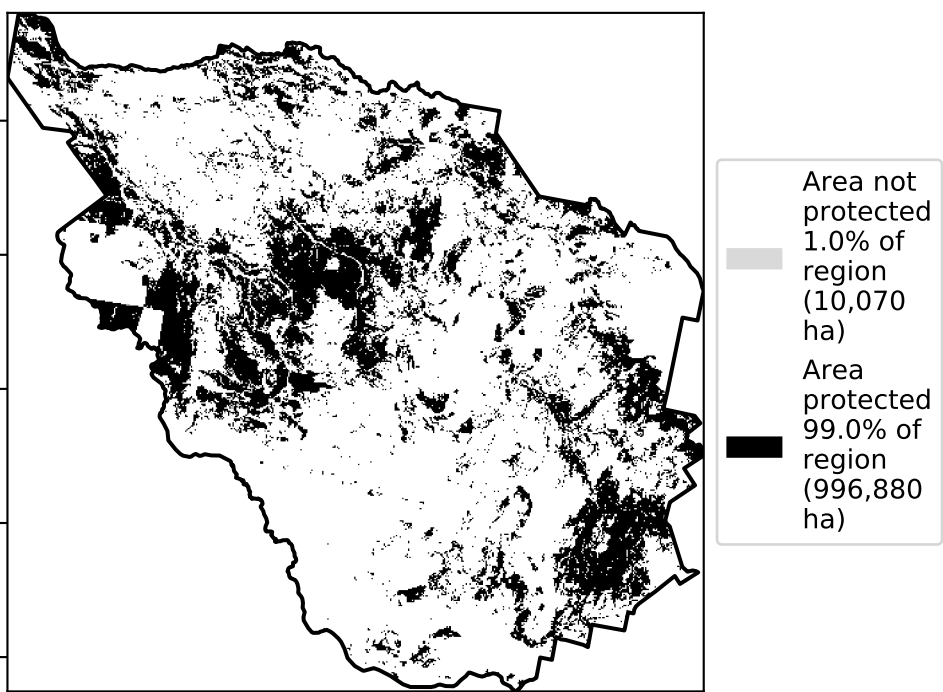 Area not
protected
1.0% of
region
(10,070
ha)
Area
protected
99.0% of
region
(996,880
ha)